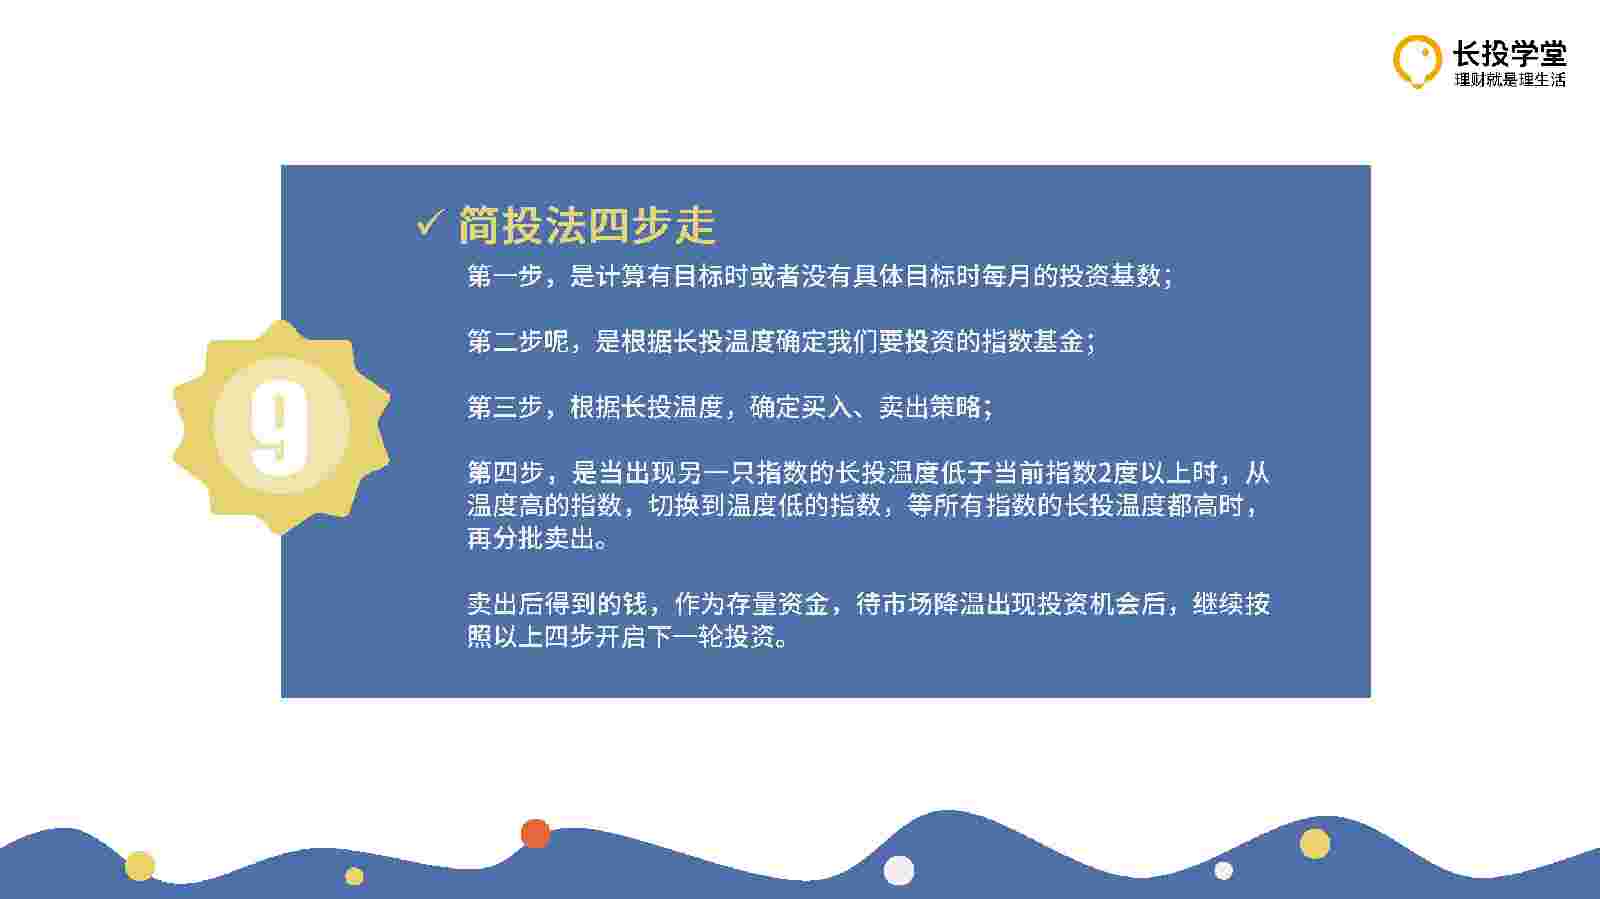 长投学堂
理财就是理生活
✓ 简投法四步走
第一步，是计算有目标时或者没有具体目标时每月的投资基数；
第二步呢，是根据长投温度确定我们要投资的指数基金；
第三步，根据长投温度，确定买入、卖出策略；
第四步，是当出现另一只指数的长投温度低于当前指数2度以上时，从
温度高的指数，切换到温度低的指数，等所有指数的长投温度都高时，
再分批卖出。
卖出后得到的钱，作为存量资金，待市场降温出现投资机会后，继续按
照以上四步开启下一轮投资。
9